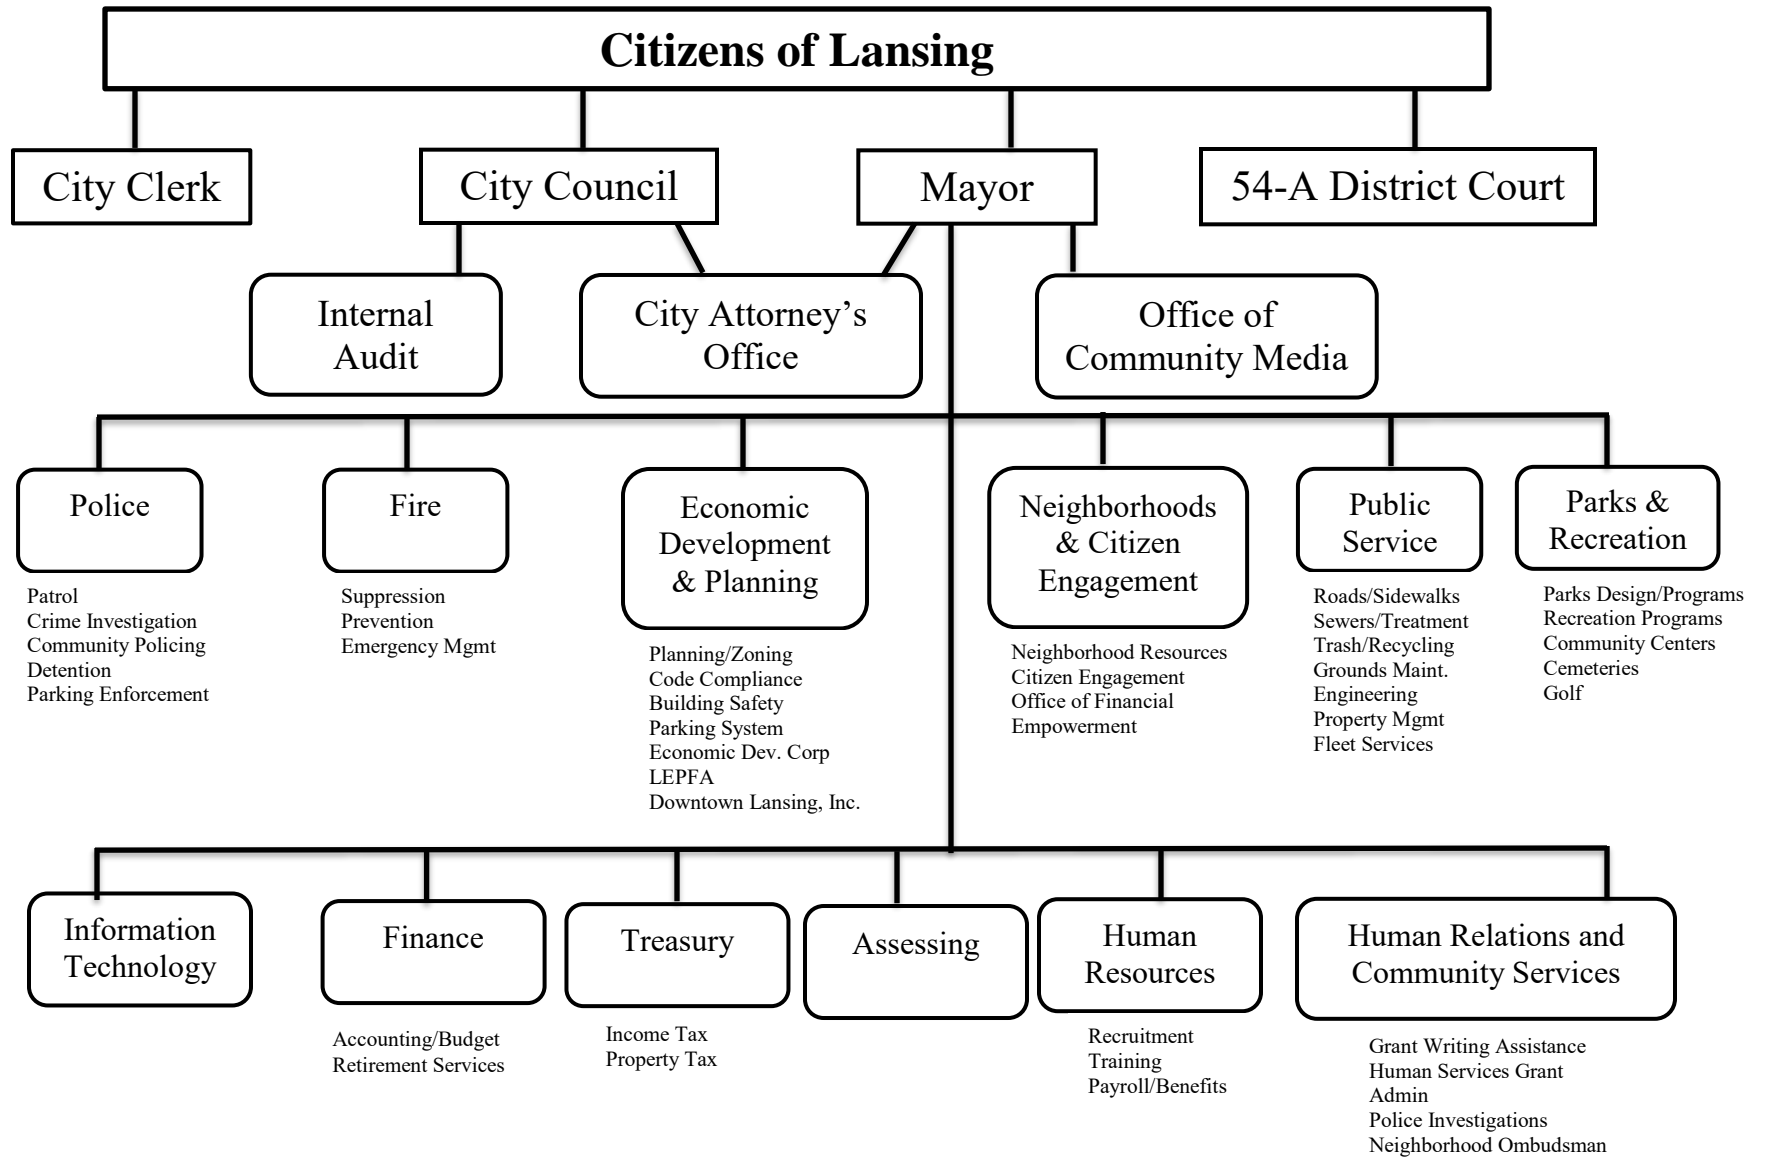 Citizens of Lansing
City Clerk
City Council
Mayor
54-A District Court
Internal
Audit
City Attorney’s
Office
Office of
Community Media
Police
Patrol
Crime Investigation
Community Policing
Detention
Parking Enforcement
Fire
Suppression
Prevention
Emergency Mgmt
Economic
Development
& Planning
Planning/Zoning
Code Compliance
Building Safety
Parking System
Economic Dev. Corp
LEPFA
Downtown Lansing, Inc.
Neighborhoods
& Citizen
Engagement
Neighborhood Resources
Citizen Engagement
Office of Financial
Empowerment
Public
Service
Roads/Sidewalks
Sewers/Treatment
Trash/Recycling
Grounds Maint.
Engineering
Property Mgmt
Fleet Services
Parks &
Recreation
Parks Design/Programs
Recreation Programs
Community Centers
Cemeteries
Golf
Information
Technology
Finance
Accounting/Budget
Retirement Services
Treasury
Income Tax
Property Tax
Assessing
Human
Resources
Recruitment
Training
Payroll/Benefits
Human Relations and
Community Services
Grant Writing Assistance
Human Services Grant
Admin
Police Investigations
Neighborhood Ombudsman